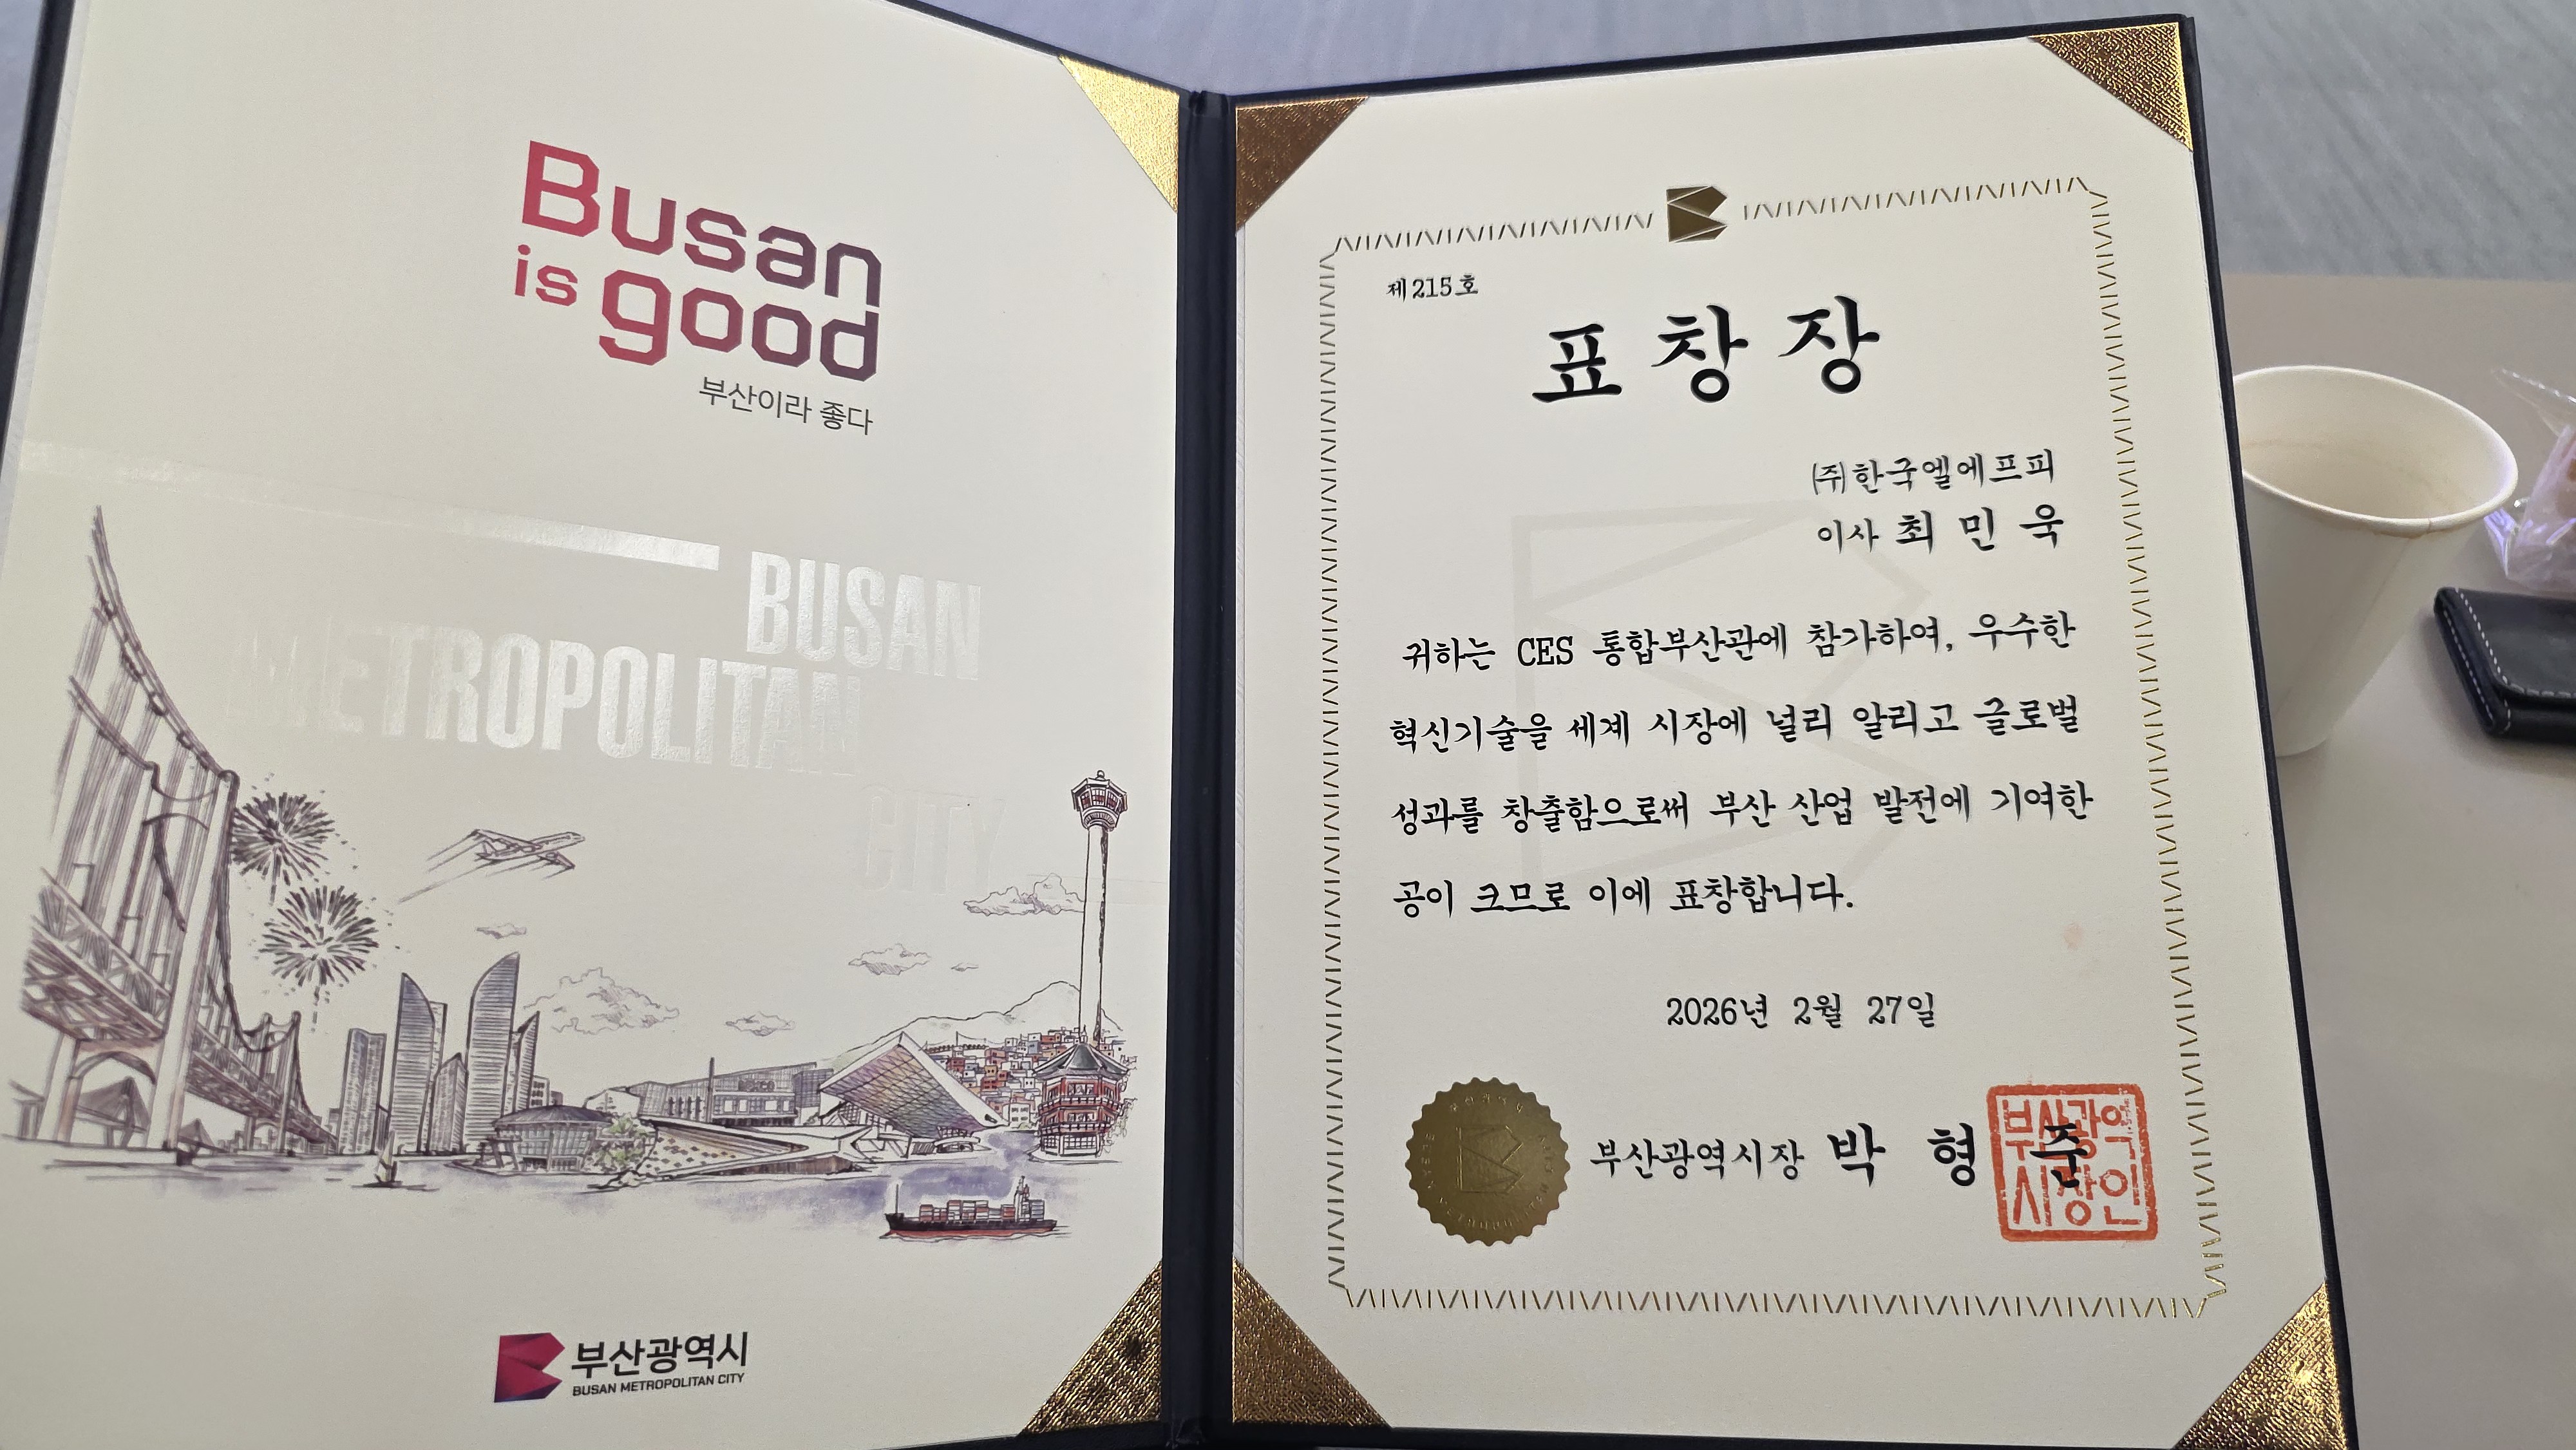 Busan
is good
부산이라 좋다
BUSAN
METROPOLITAN
CITY
BEXCO
부산광역시
BUSAN METROPOLITAN CITY
제215호
표창장
㈜한국엘에프피
이사 최 민 욱
귀하는 CES 통합부산관에 참가하여, 우수한
혁신기술을 세계 시장에 널리 알리고 글로벌
성과를 창출함으로써 부산 산업 발전에 기여한
공이 크므로 이에 표창합니다.
2026년 2월 27일
부산광역시장 박 형 준
부산광역
시장인